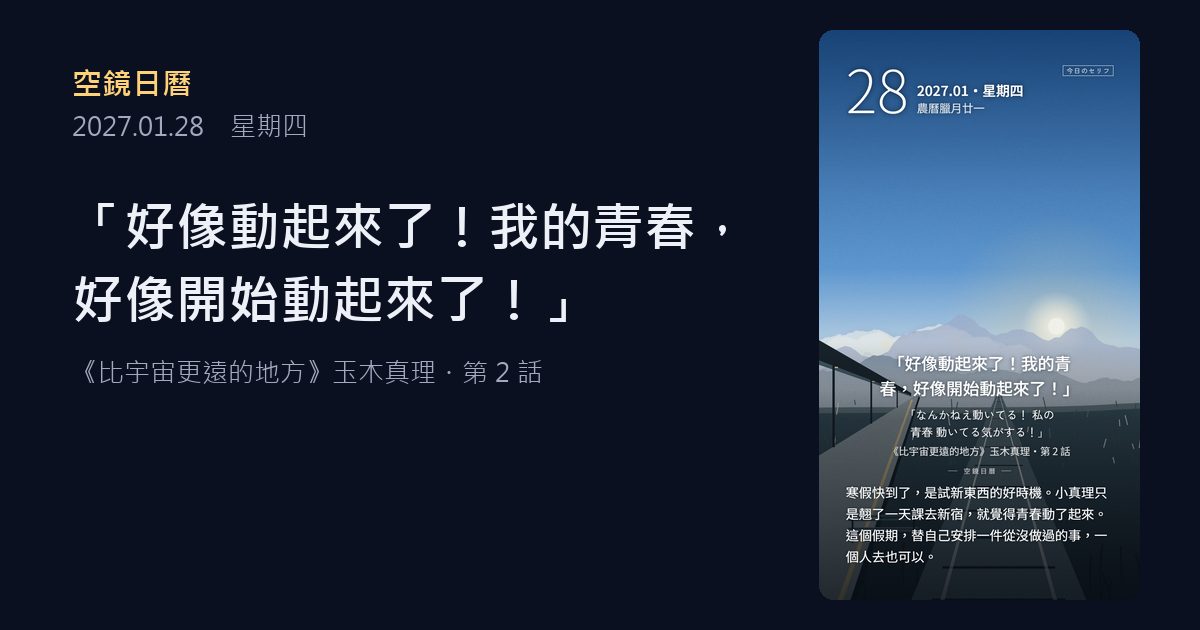 空鏡日曆
2027.01.28 星期四
「好像動起來了！我的青春，
好像開始動起來了！」
《比宇宙更遠的地方》玉木真理·第 2 話
28
2027.01·星期四
農曆臘月廿一
今日のセリフ
「好像動起來了！我的青
春，好像開始動起來了！」
「なんかねえ動いてる！ 私の
青春 動いてる気がする！」
《比宇宙更遠的地方》玉木真理·第 2 話
— 空鏡日曆 —
寒假快到了，是試新東西的好時機。小真理只
是翹了一天課去新宿，就覺得青春動了起來。
這個假期，替自己安排一件從沒做過的事，一
個人去也可以。